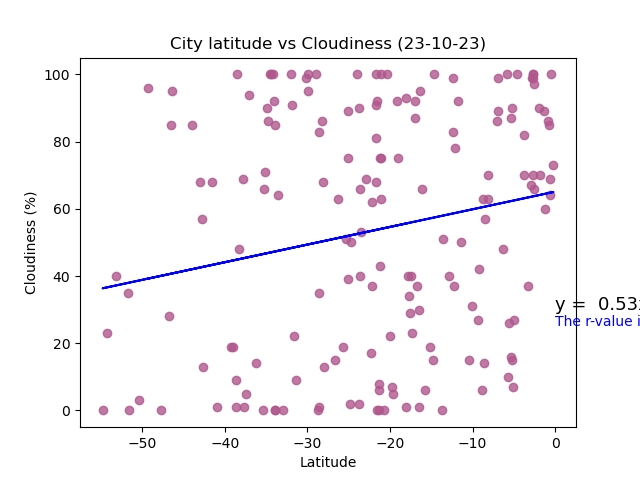 City latitude vs Cloudiness (23-10-23)
100
80
60
40
20
0
Cloudiness (%)
y = 0.53
The r-value i
−50
−40
−30
−20
−10
0
Latitude